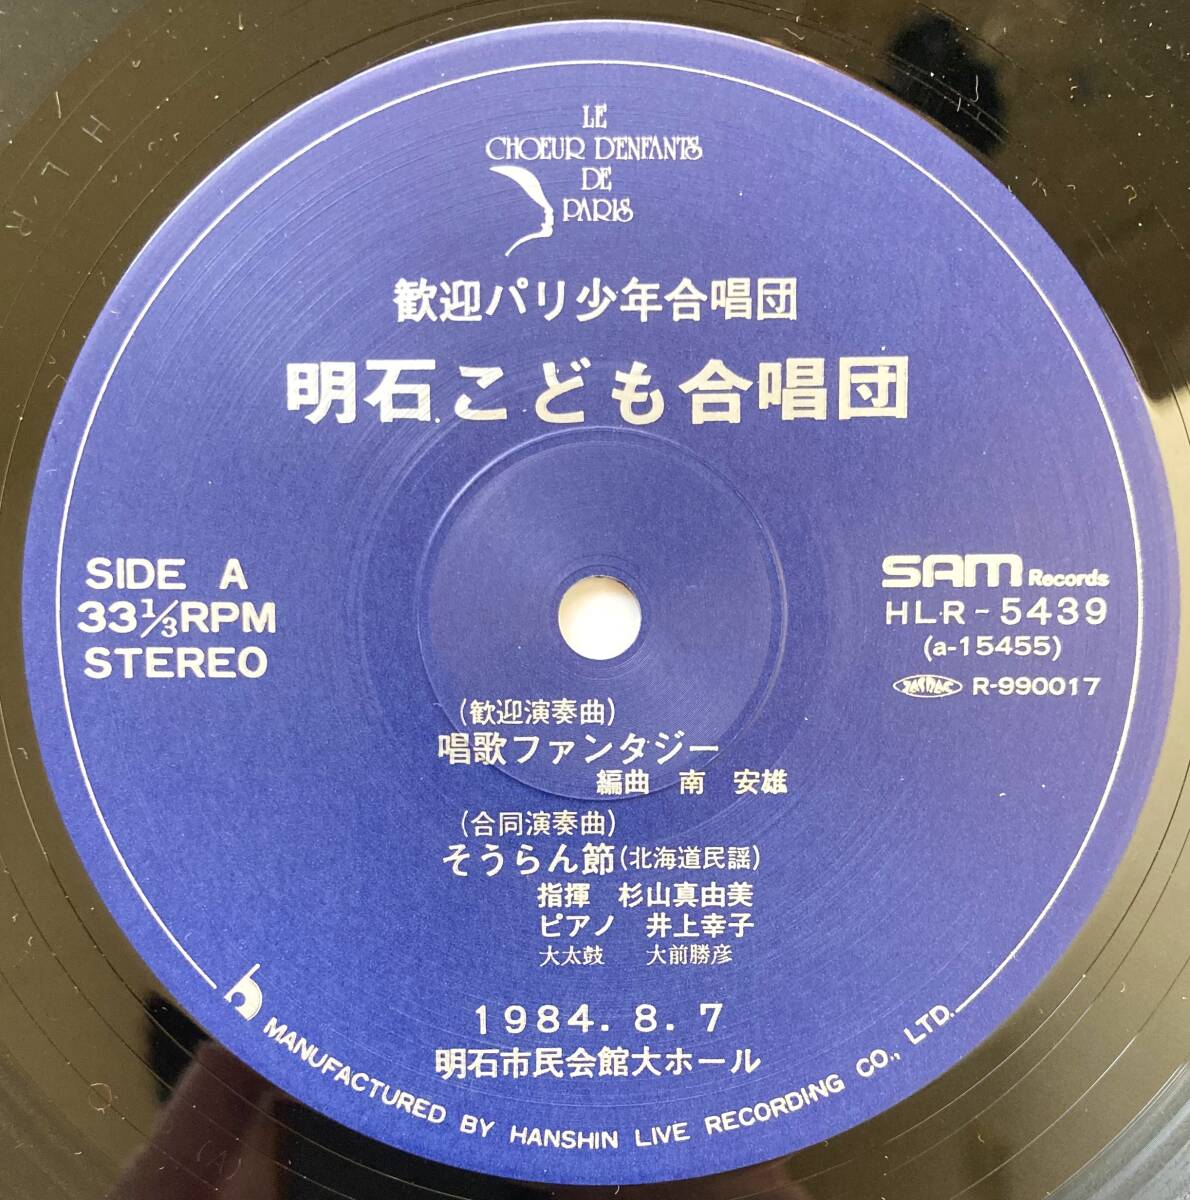 LE
CHOEUR D'ENFANTS
DE
PARIS
歓迎パリ少年合唱団
明石こども合唱団
SIDE A
33⅓RPM
STEREO
SAM Records
HLR-5439
(a-15455)
JASRAC R-990017
(歓迎演奏曲)
唱歌ファンタジー
編曲 南 安雄
(合同演奏曲)
そうらん節(北海道民謡)
指揮 杉山真由美
ピアノ 井上幸子
大太鼓 大前勝彦
1984. 8. 7
明石市民会館大ホール
MANUFACTURED BY HANSHIN LIVE RECORDING CO., LTD.